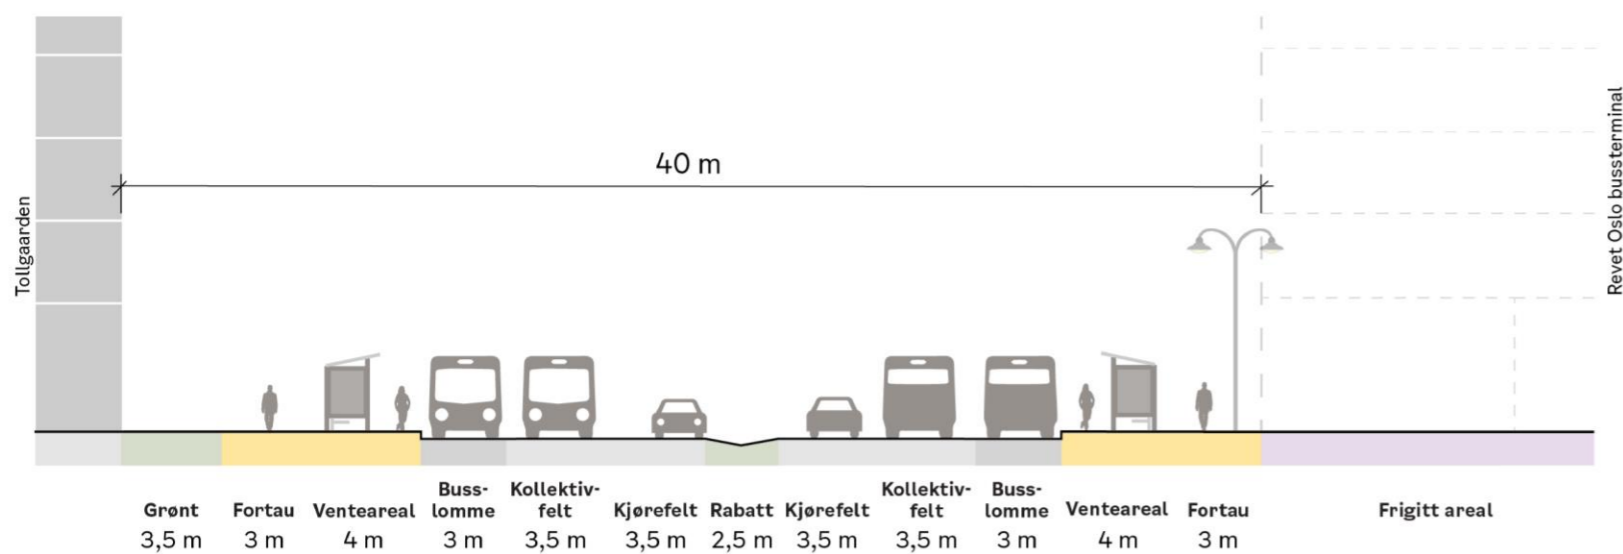 40 m
Tollgaarden
Revet Oslo bussterminal
Grønt
3,5 m
Fortau
3 m
Venteareal
4 m
Buss-
lomme
3 m
Kollektiv-
felt
3,5 m
Kjørefelt
3,5 m
Rabatt
2,5 m
Kjørefelt
3,5 m
Kollektiv-
felt
3,5 m
Buss-
lomme
3 m
Venteareal
4 m
Fortau
3 m
Frigitt areal